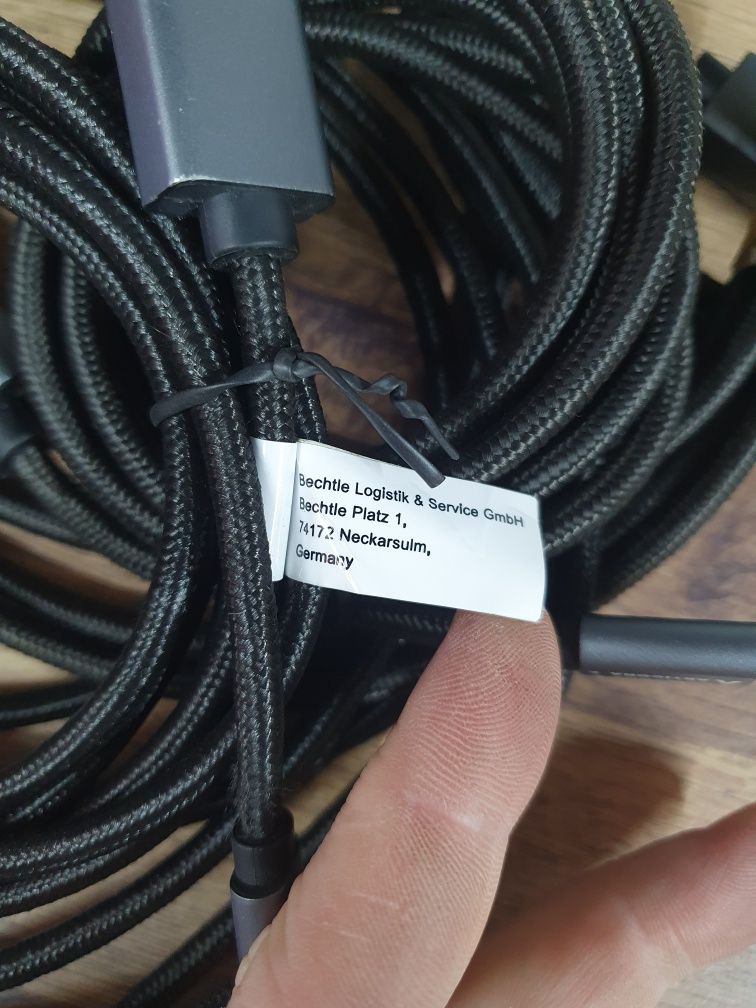 Bechtle Logistik & Service GmbH
Bechtle Platz 1,
74172 Neckarsulm,
Germany